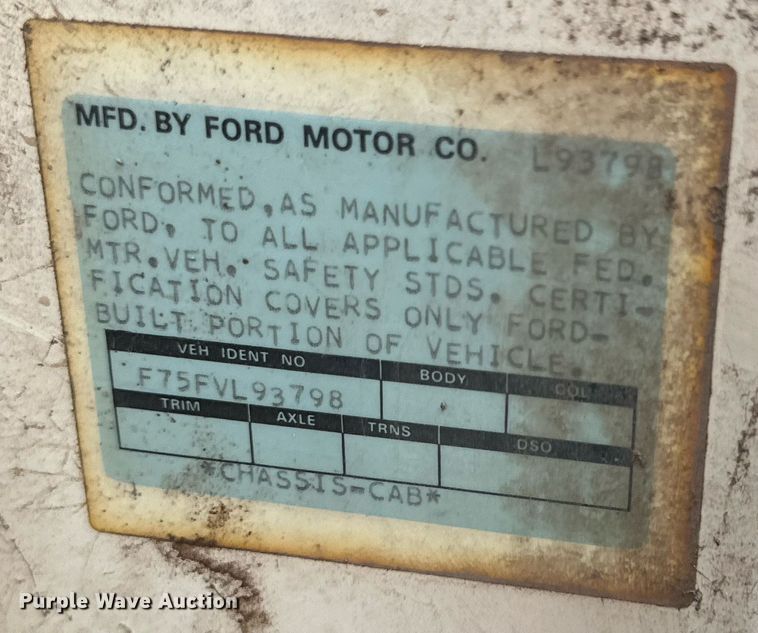 MFD. BY FORD MOTOR CO. L93798
CONFORMED, AS MANUFACTURED BY
FORD, TO ALL APPLICABLE FED.
MTR. VEH. SAFETY STDS. CERTI-
FICATION COVERS ONLY FORD-
BUILT PORTION OF VEHICLE.
VEH IDENT NO BODY COL
F75FVL93798
TRIM AXLE TRNS DSO
*CHASSIS-CAB*
Purple Wave Auction